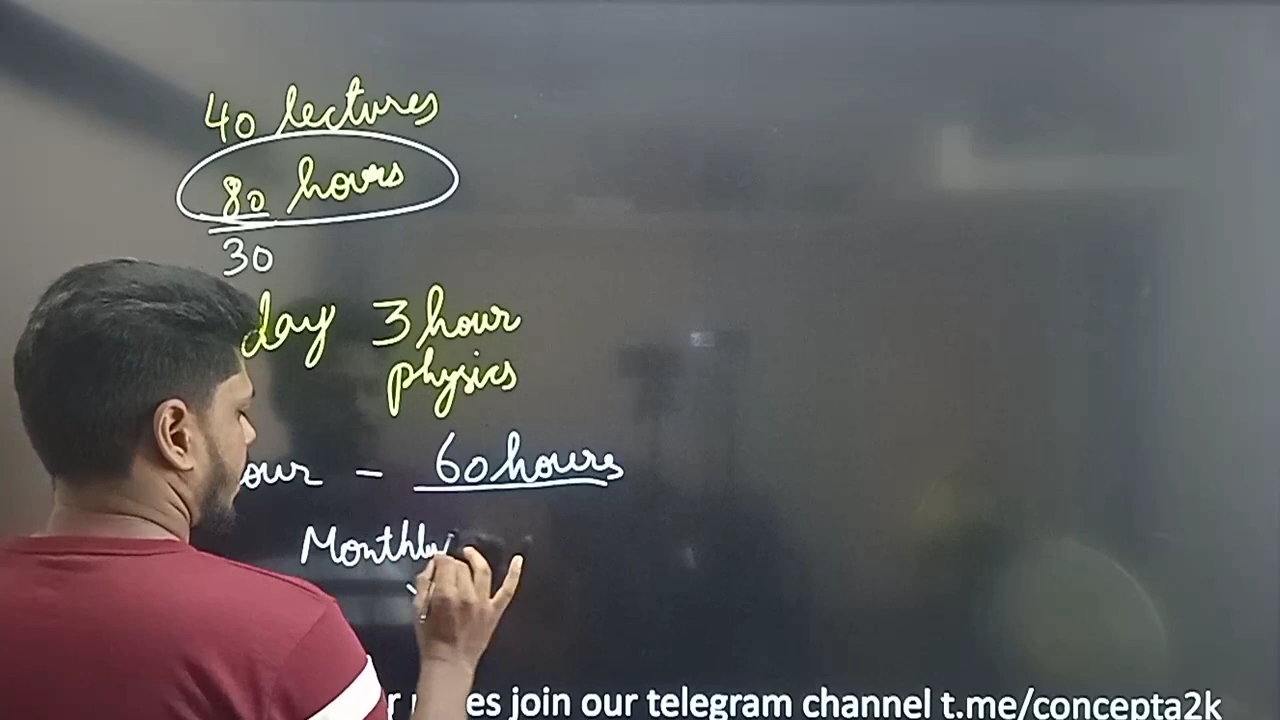 40 lectures
80 hours
30
day 3 hour
physics
our - 60 hours
Monthly
es join our telegram channel t.me/concepta2k